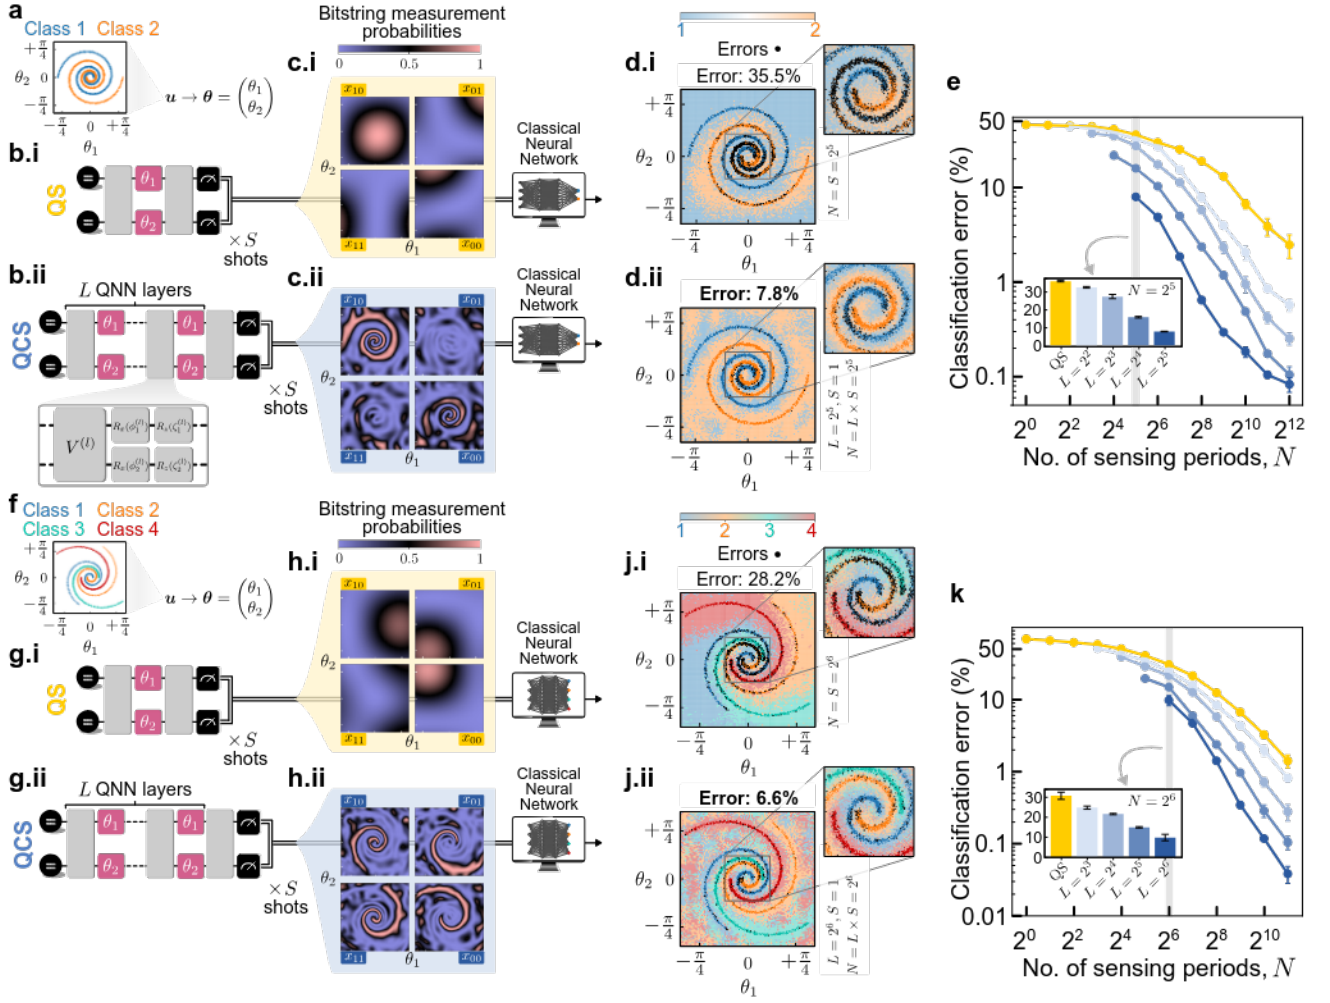 a
Class 1 Class 2
+π/4
θ2 0
−π/4
−π/4 0 +π/4
θ1
u → θ = (θ1 θ2)
b.i
QS
θ1
θ2
× S
shots
b.ii
L QNN layers
QCS
θ1 θ1
θ2 θ2
× S
shots
V(l)
Bitstring measurement
probabilities
0 0.5 1
c.i
x10 x01
θ2
x11 θ1 x00
Classical
Neural
Network
c.ii
x10 x01
θ2
x11 θ1 x00
Classical
Neural
Network
1 2
Errors •
d.i
Error: 35.5%
+π/4
θ2 0
−π/4
−π/4 0 +π/4
θ1
N = S = 2^5
d.ii
Error: 7.8%
+π/4
θ2 0
−π/4
−π/4 0 +π/4
θ1
L = 2^5, S = 1
N = L × S = 2^5
e
Classification error (%)
50
10
1
0.1
2^0 2^2 2^4 2^6 2^8 2^10 2^12
No. of sensing periods, N
N = 2^5
30
20
10
0
QS L = 2^2 L = 2^3 L = 2^4 L = 2^5
f
Class 1 Class 2
Class 3 Class 4
+π/4
θ2 0
−π/4
−π/4 0 +π/4
θ1
u → θ = (θ1 θ2)
g.i
QS
θ1
θ2
× S
shots
g.ii
L QNN layers
QCS
θ1 θ1
θ2 θ2
× S
shots
Bitstring measurement
probabilities
0 0.5 1
h.i
x10 x01
θ2
x11 θ1 x00
Classical
Neural
Network
h.ii
x10 x01
θ2
x11 θ1 x00
Classical
Neural
Network
1 2 3 4
Errors •
j.i
Error: 28.2%
+π/4
θ2 0
−π/4
−π/4 0 +π/4
θ1
N = S = 2^6
j.ii
Error: 6.6%
+π/4
θ2 0
−π/4
−π/4 0 +π/4
θ1
L = 2^6, S = 1
N = L × S = 2^6
k
Classification error (%)
50
10
1
0.1
0.01
2^0 2^2 2^4 2^6 2^8 2^10
No. of sensing periods, N
N = 2^6
30
20
10
0
QS L = 2^3 L = 2^4 L = 2^5 L = 2^6